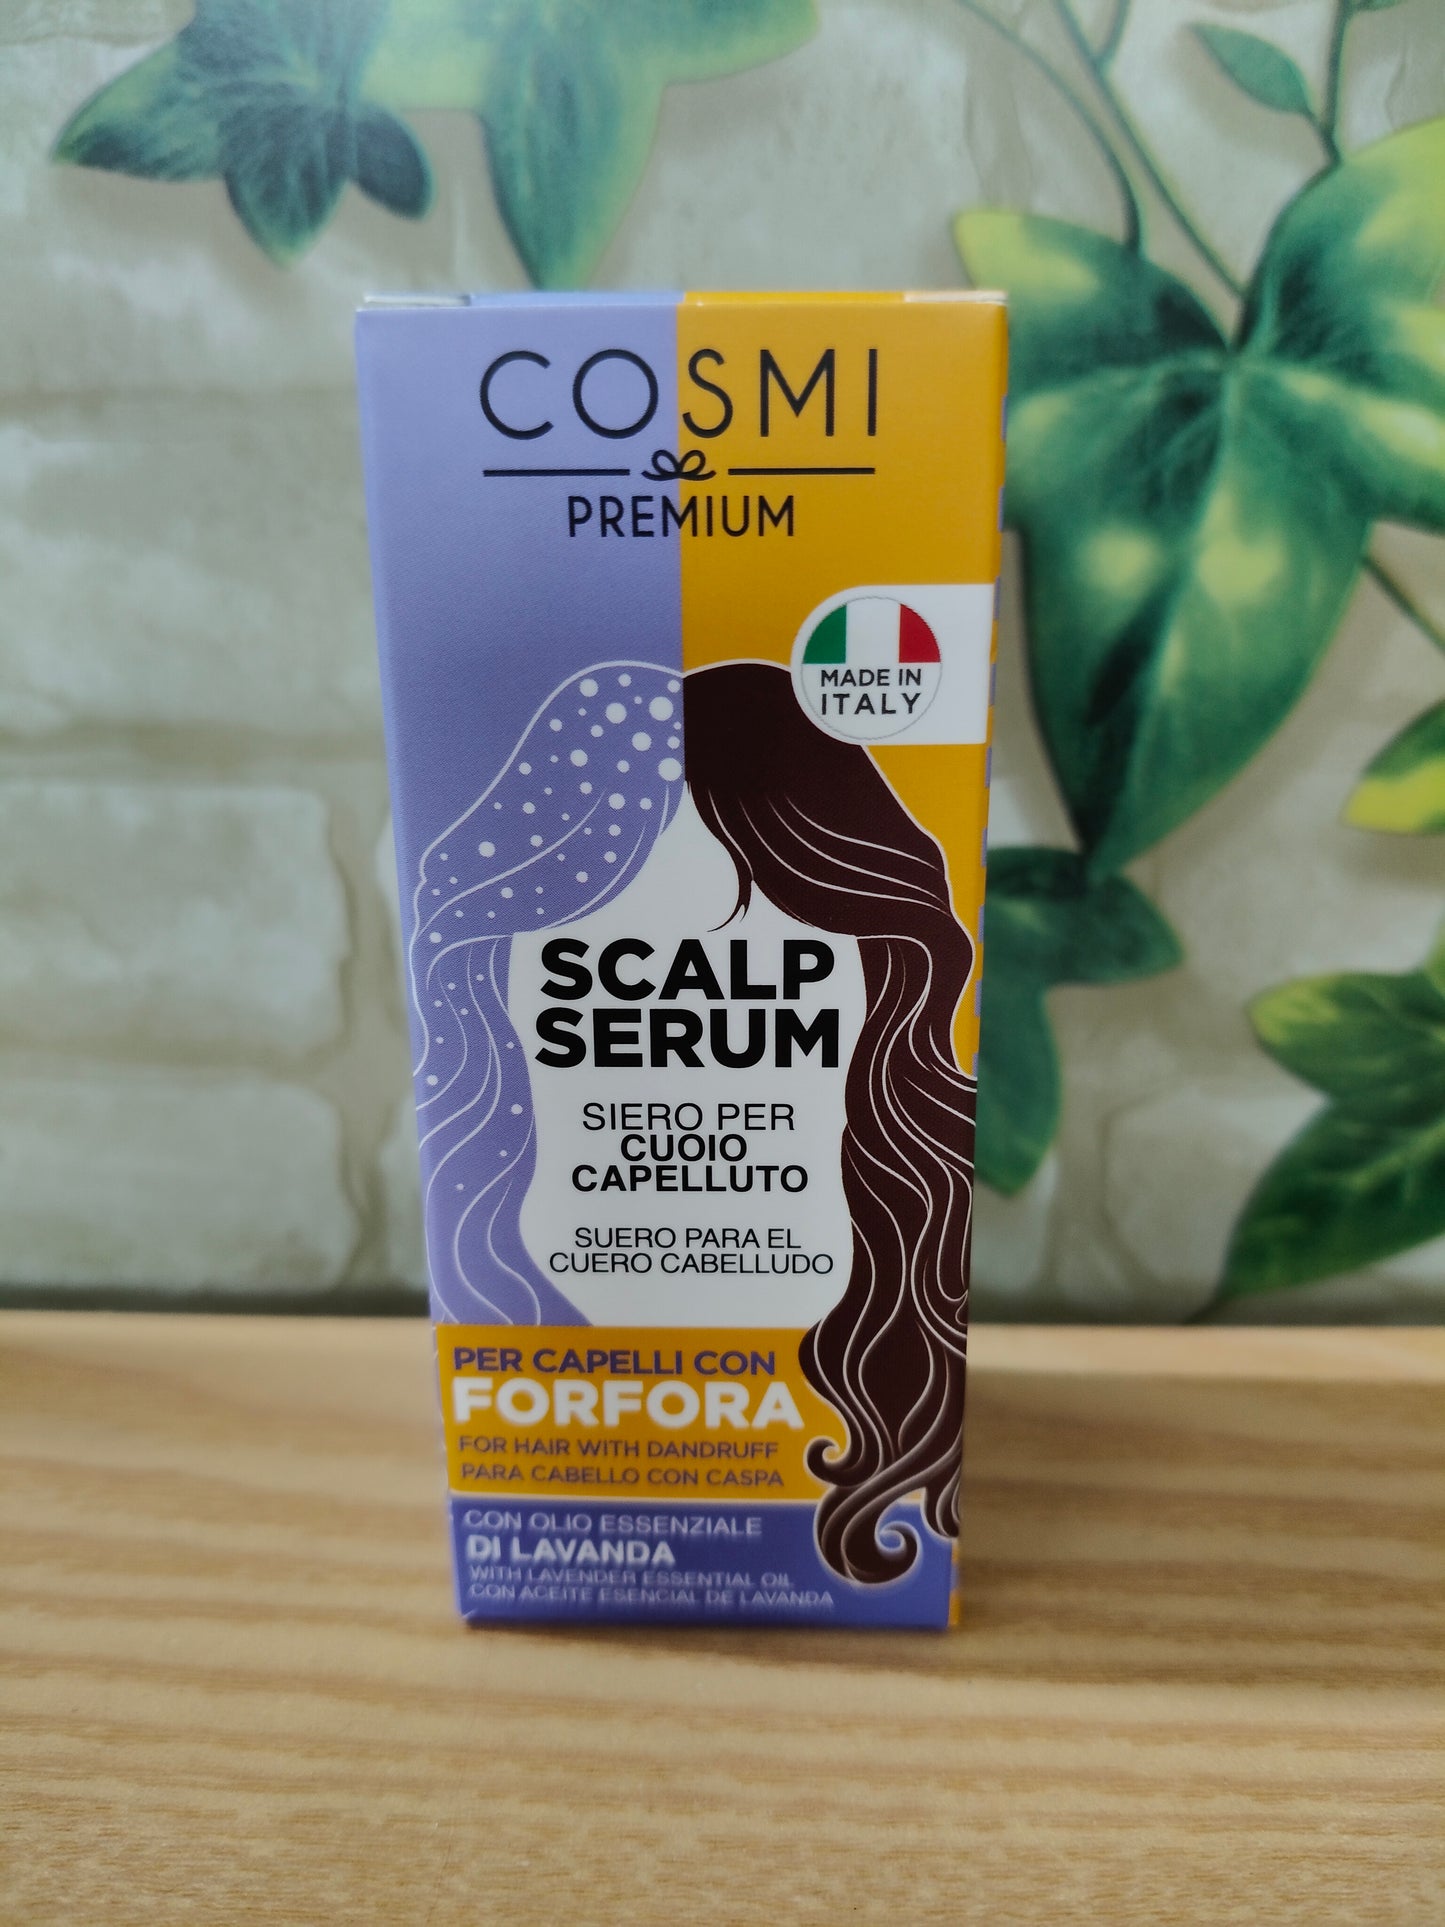 COSMI
PREMIUM
MADE IN
ITALY
SCALP
SERUM
SIERO PER
CUOIO
CAPELLUTO
SUERO PARA EL
CUERO CABELLUDO
PER CAPELLI CON
FORFORA
FOR HAIR WITH DANDRUFF
PARA CABELLO CON CASPA
CON OLIO ESSENZIALE
DI LAVANDA
WITH LAVENDER ESSENTIAL OIL
CON ACEITE ESENCIAL DE LAVANDA